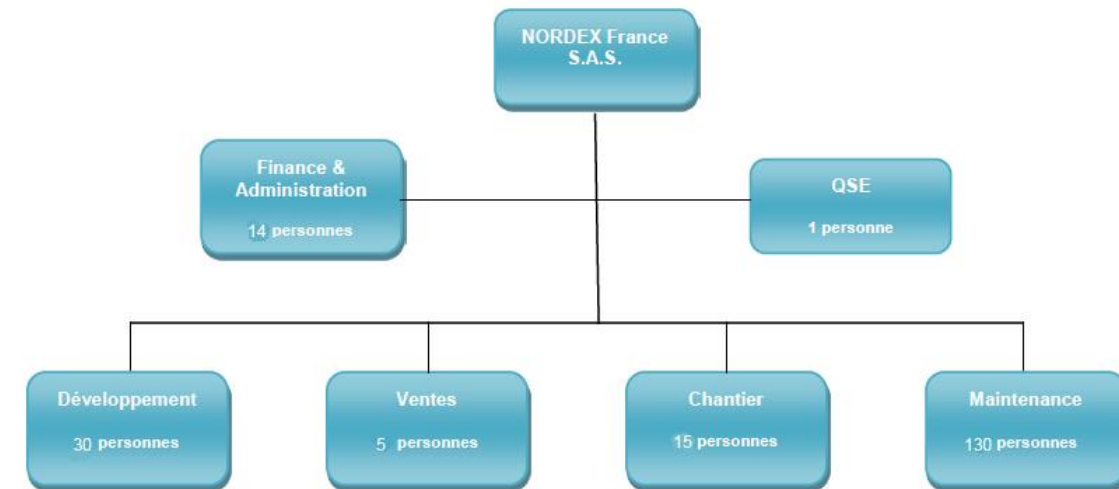 NORDEX France
S.A.S.
Finance &
Administration
14 personnes
QSE
1 personne
Développement
30 personnes
Ventes
5 personnes
Chantier
15 personnes
Maintenance
130 personnes